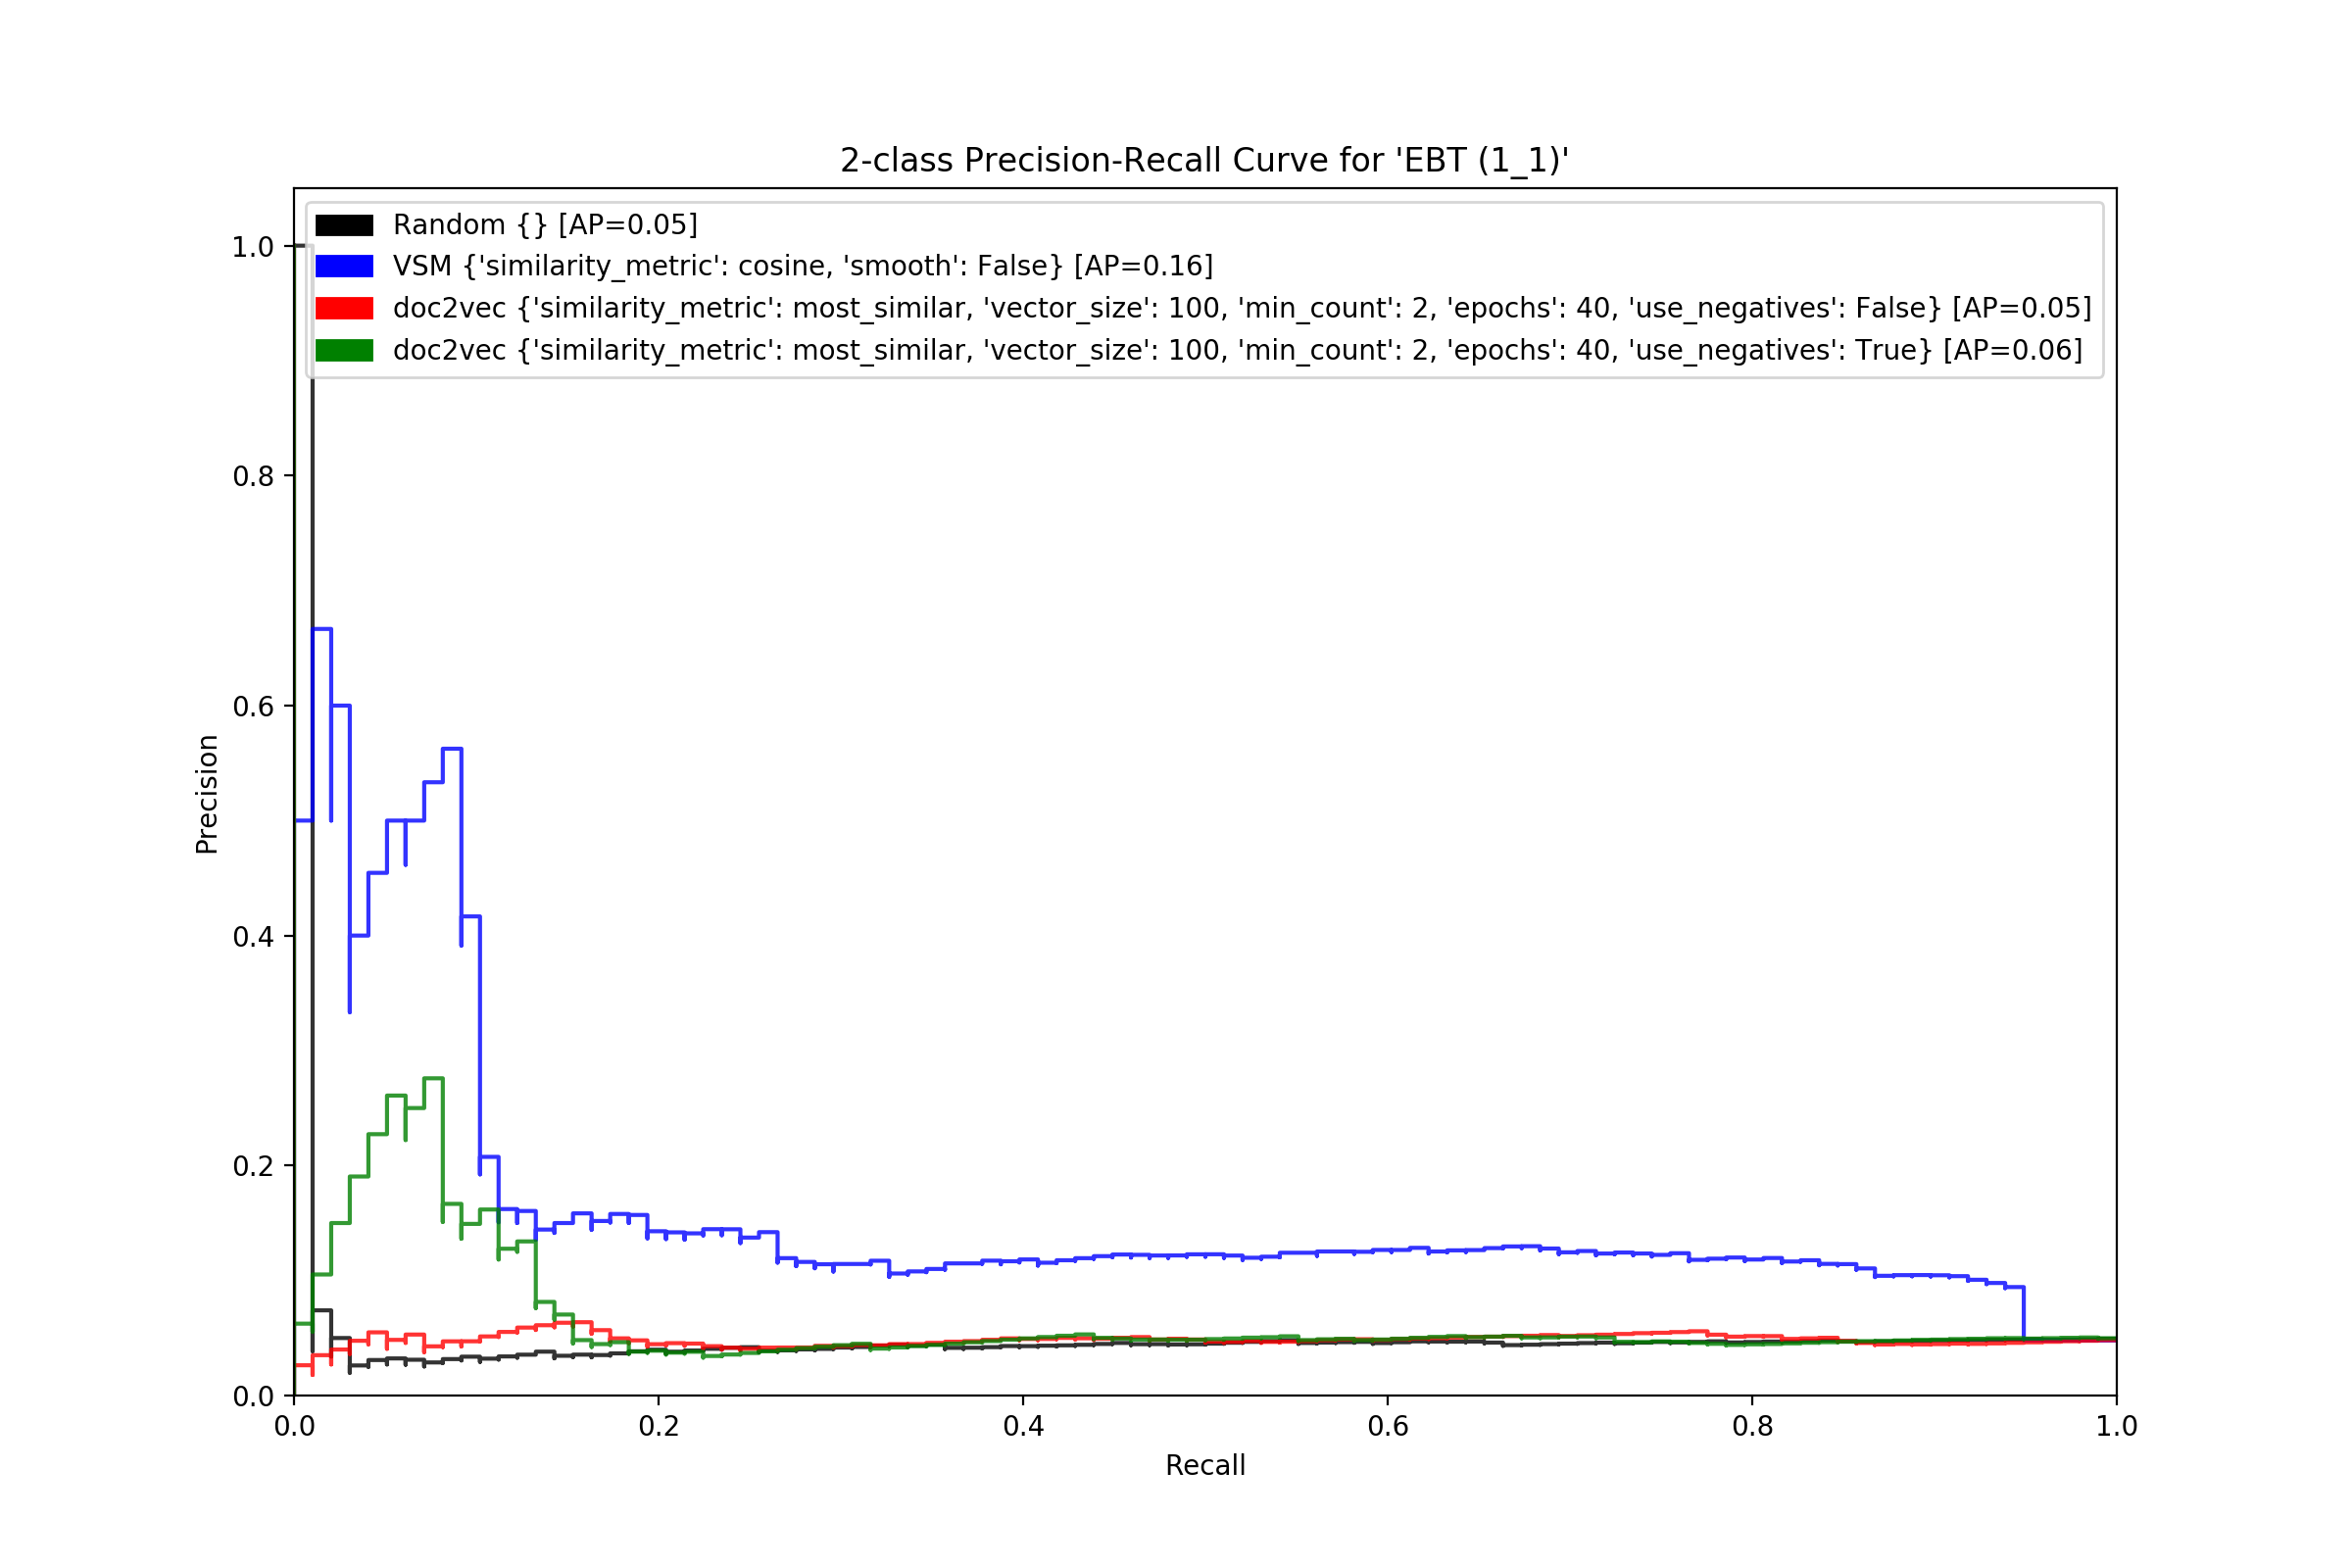 2-class Precision-Recall Curve for 'EBT (1_1)'
Random {} [AP=0.05]
VSM {'similarity_metric': cosine, 'smooth': False} [AP=0.16]
doc2vec {'similarity_metric': most_similar, 'vector_size': 100, 'min_count': 2, 'epochs': 40, 'use_negatives': False} [AP=0.05]
doc2vec {'similarity_metric': most_similar, 'vector_size': 100, 'min_count': 2, 'epochs': 40, 'use_negatives': True} [AP=0.06]
1.0
0.8
0.6
0.4
0.2
0.0
Precision
0.0 0.2 0.4 0.6 0.8 1.0
Recall